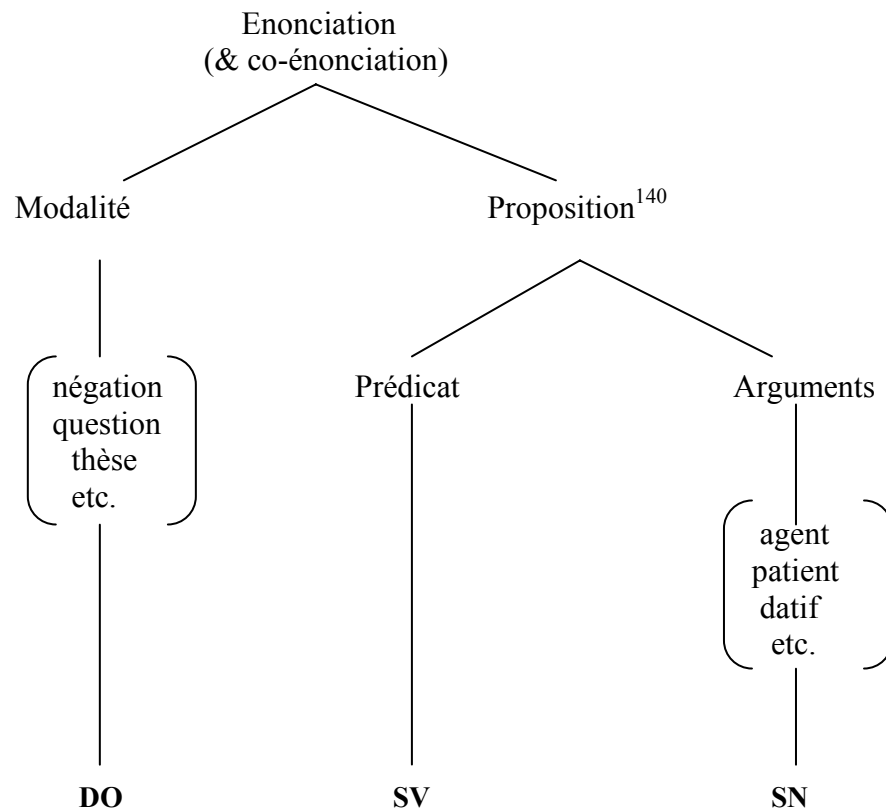 Enonciation
(& co-énonciation)
Modalité
Proposition140
négation
question
thèse
etc.
Prédicat
Arguments
agent
patient
datif
etc.
DO
SV
SN